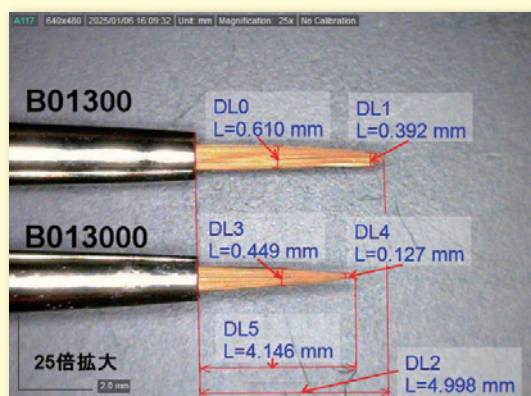 A117 640x480 2025/01/06 16:09:32 Unit: mm Magnification: 25x No Calibration
B01300
DL0
L=0.610 mm
DL1
L=0.392 mm
B013000
DL3
L=0.449 mm
DL4
L=0.127 mm
DL5
L=4.146 mm
DL2
L=4.998 mm
25倍拡大
2.0 mm